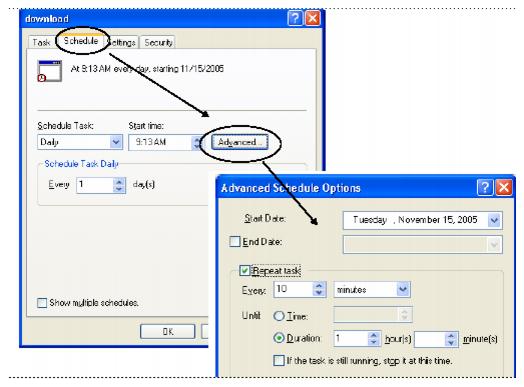 download
Task Schedule Settings Security
At 9:13 AM every day, starting 11/15/2005
Schedule Task: Start time:
Daily 9:13 AM Advanced...
Schedule Task Daily
Every 1 day(s)
Show multiple schedules.
OK
Advanced Schedule Options
Start Date: Tuesday , November 15, 2005
End Date:
Repeat task
Every: 10 minutes
Until: Time:
Duration: 1 hour(s) minute(s)
If the task is still running, stop it at this time.